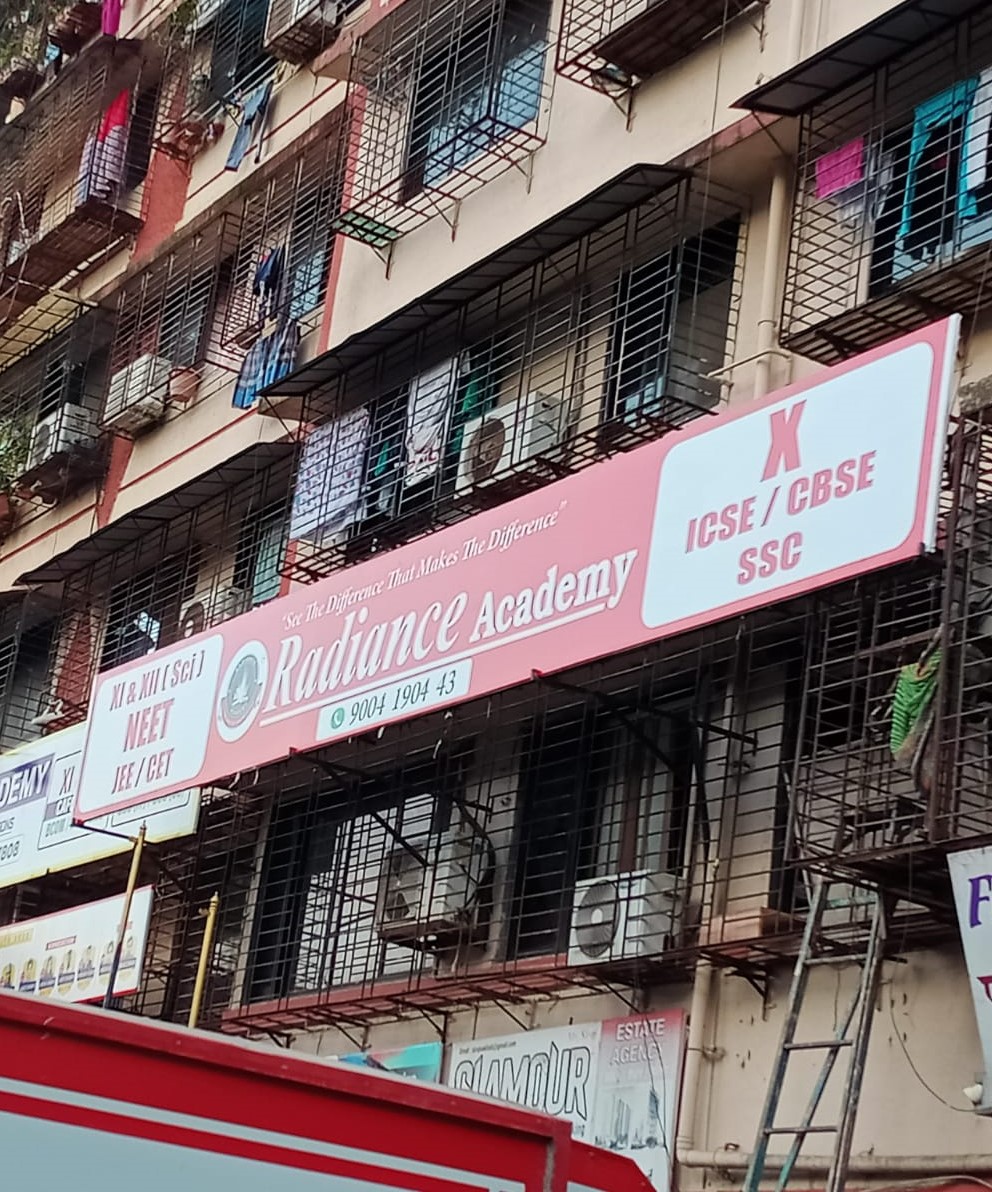 "See The Difference That Makes The Difference"
Radiance Academy
9004 1904 43
XI & XII [ Sci ]
NEET
JEE / CET
X
ICSE / CBSE
SSC
DEMY
XI
7808
GLAMOUR
ESTATE
AGENCY
F